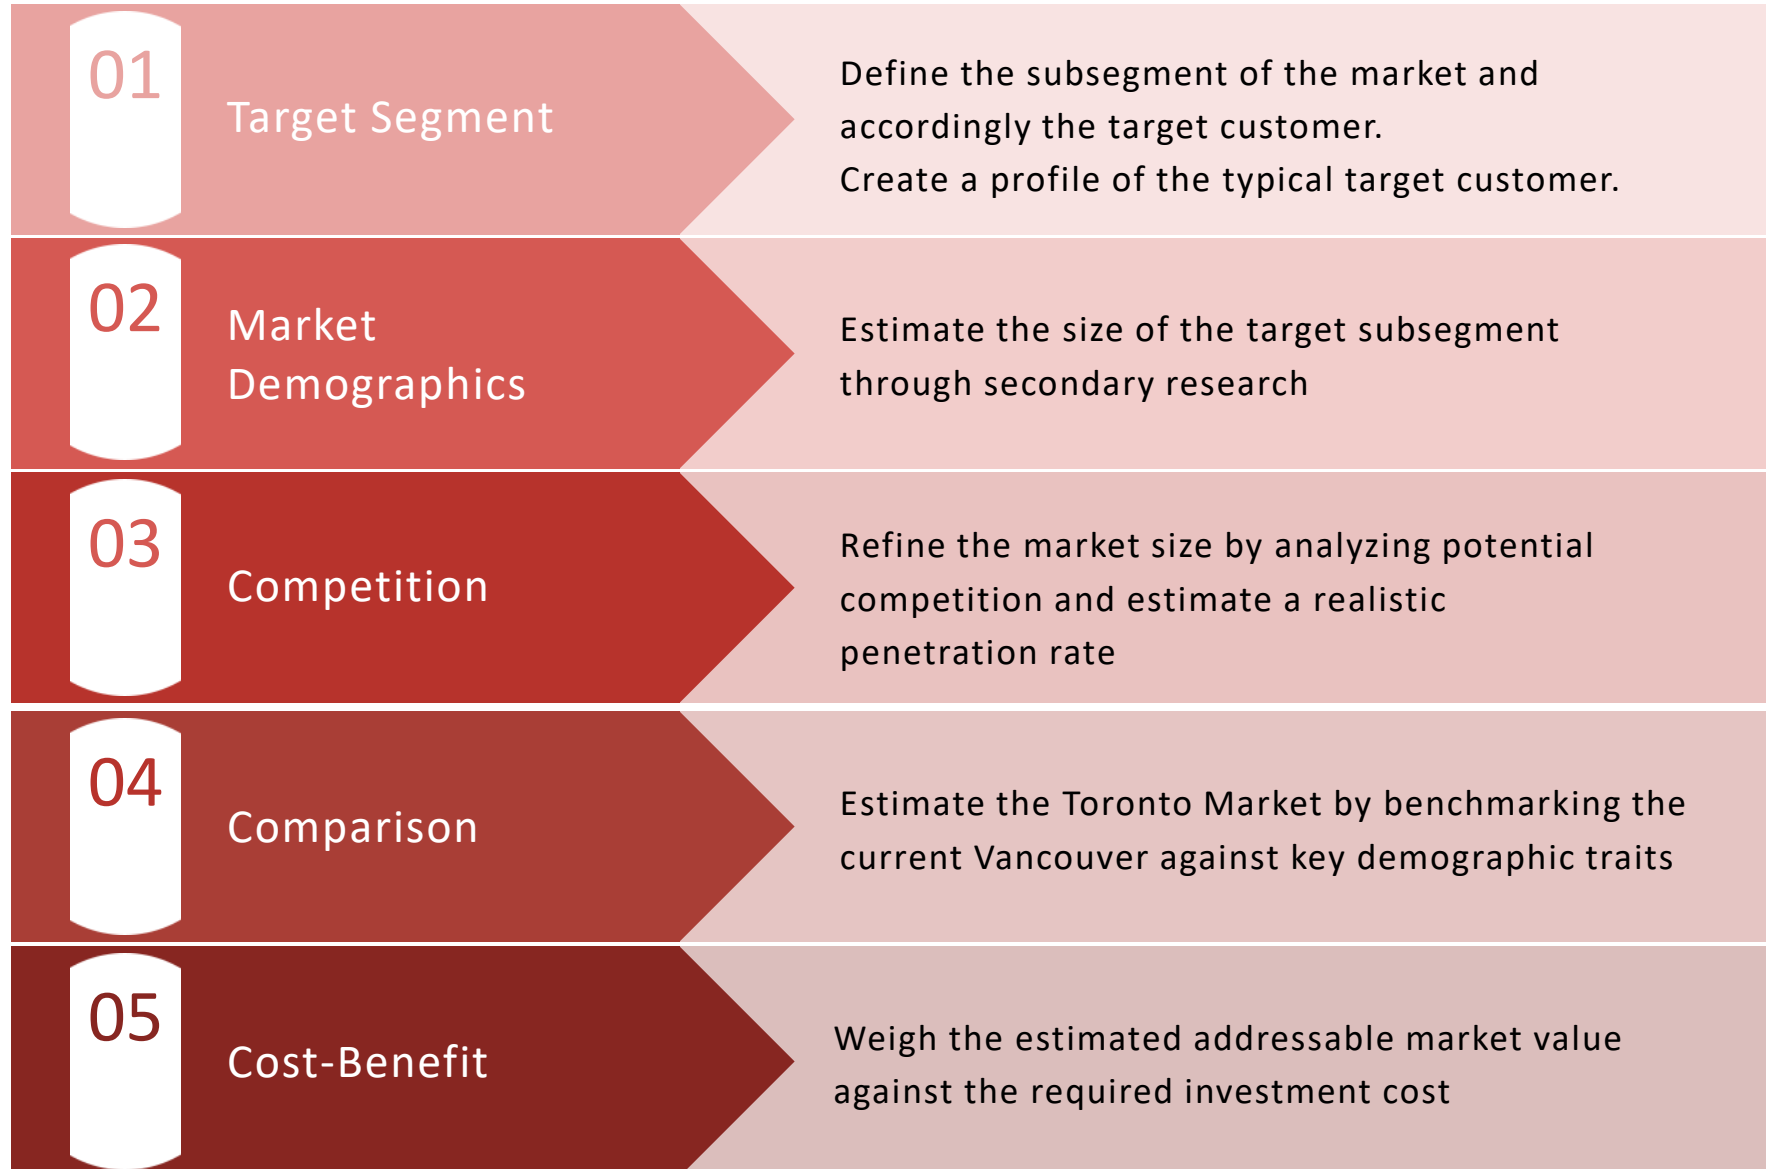 01
Target Segment
Define the subsegment of the market and
accordingly the target customer.
Create a profile of the typical target customer.
02
Market
Demographics
Estimate the size of the target subsegment
through secondary research
03
Competition
Refine the market size by analyzing potential
competition and estimate a realistic
penetration rate
04
Comparison
Estimate the Toronto Market by benchmarking the
current Vancouver against key demographic traits
05
Cost-Benefit
Weigh the estimated addressable market value
against the required investment cost